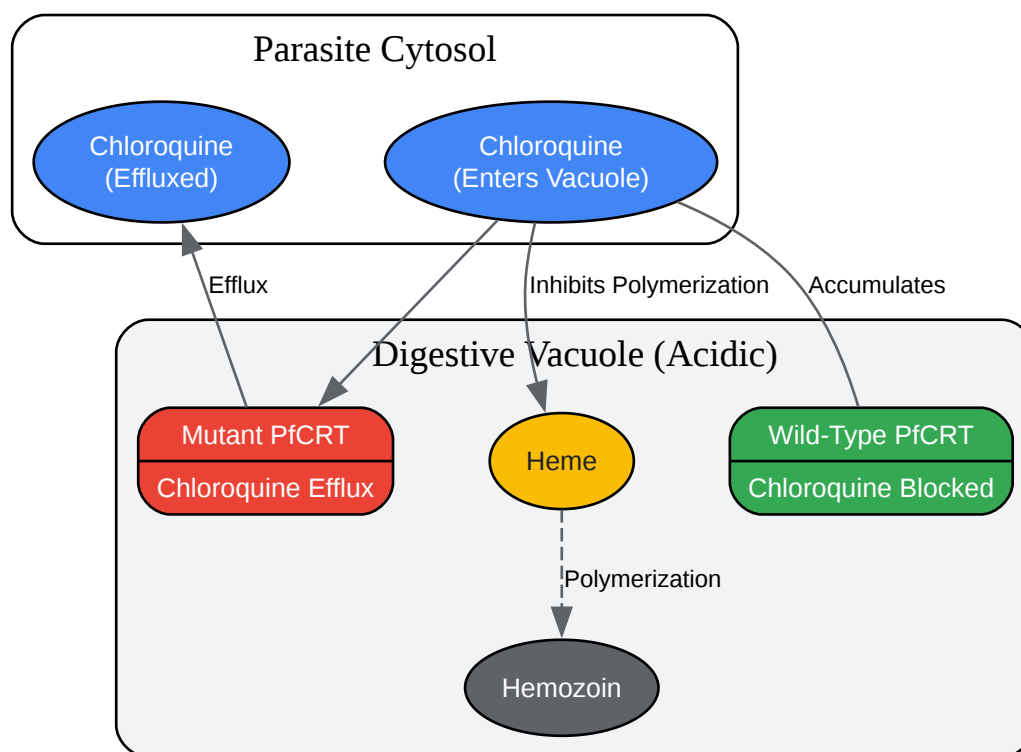 Parasite Cytosol
Chloroquine
(Effluxed)
Chloroquine
(Enters Vacuole)
Efflux
Inhibits Polymerization
Accumulates
Digestive Vacuole (Acidic)
Mutant PfCRT
Chloroquine Efflux
Heme
Wild-Type PfCRT
Chloroquine Blocked
Polymerization
Hemozoin